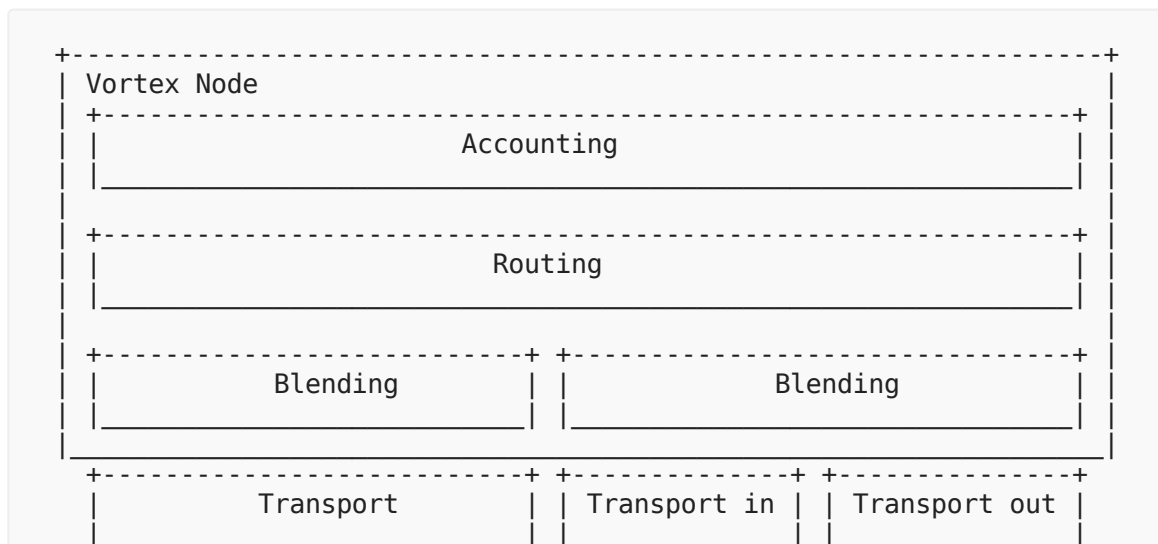 Vortex Node
Accounting
Routing
Blending Blending
Transport Transport in Transport out